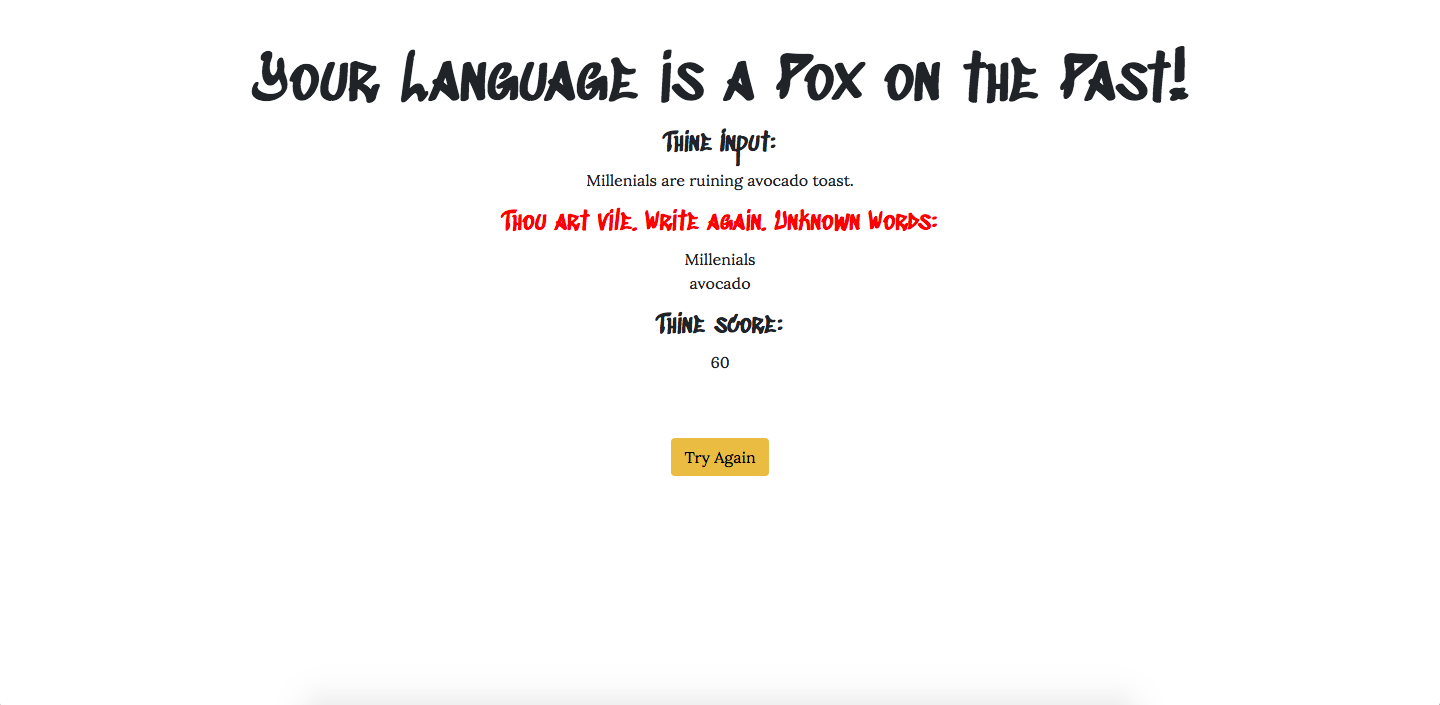 Your Language is a Pox on the Past!
Thine Input:
Millenials are ruining avocado toast.
Thou art vile. Write again. Unknown Words:
Millenials
avocado
Thine score:
60
Try Again